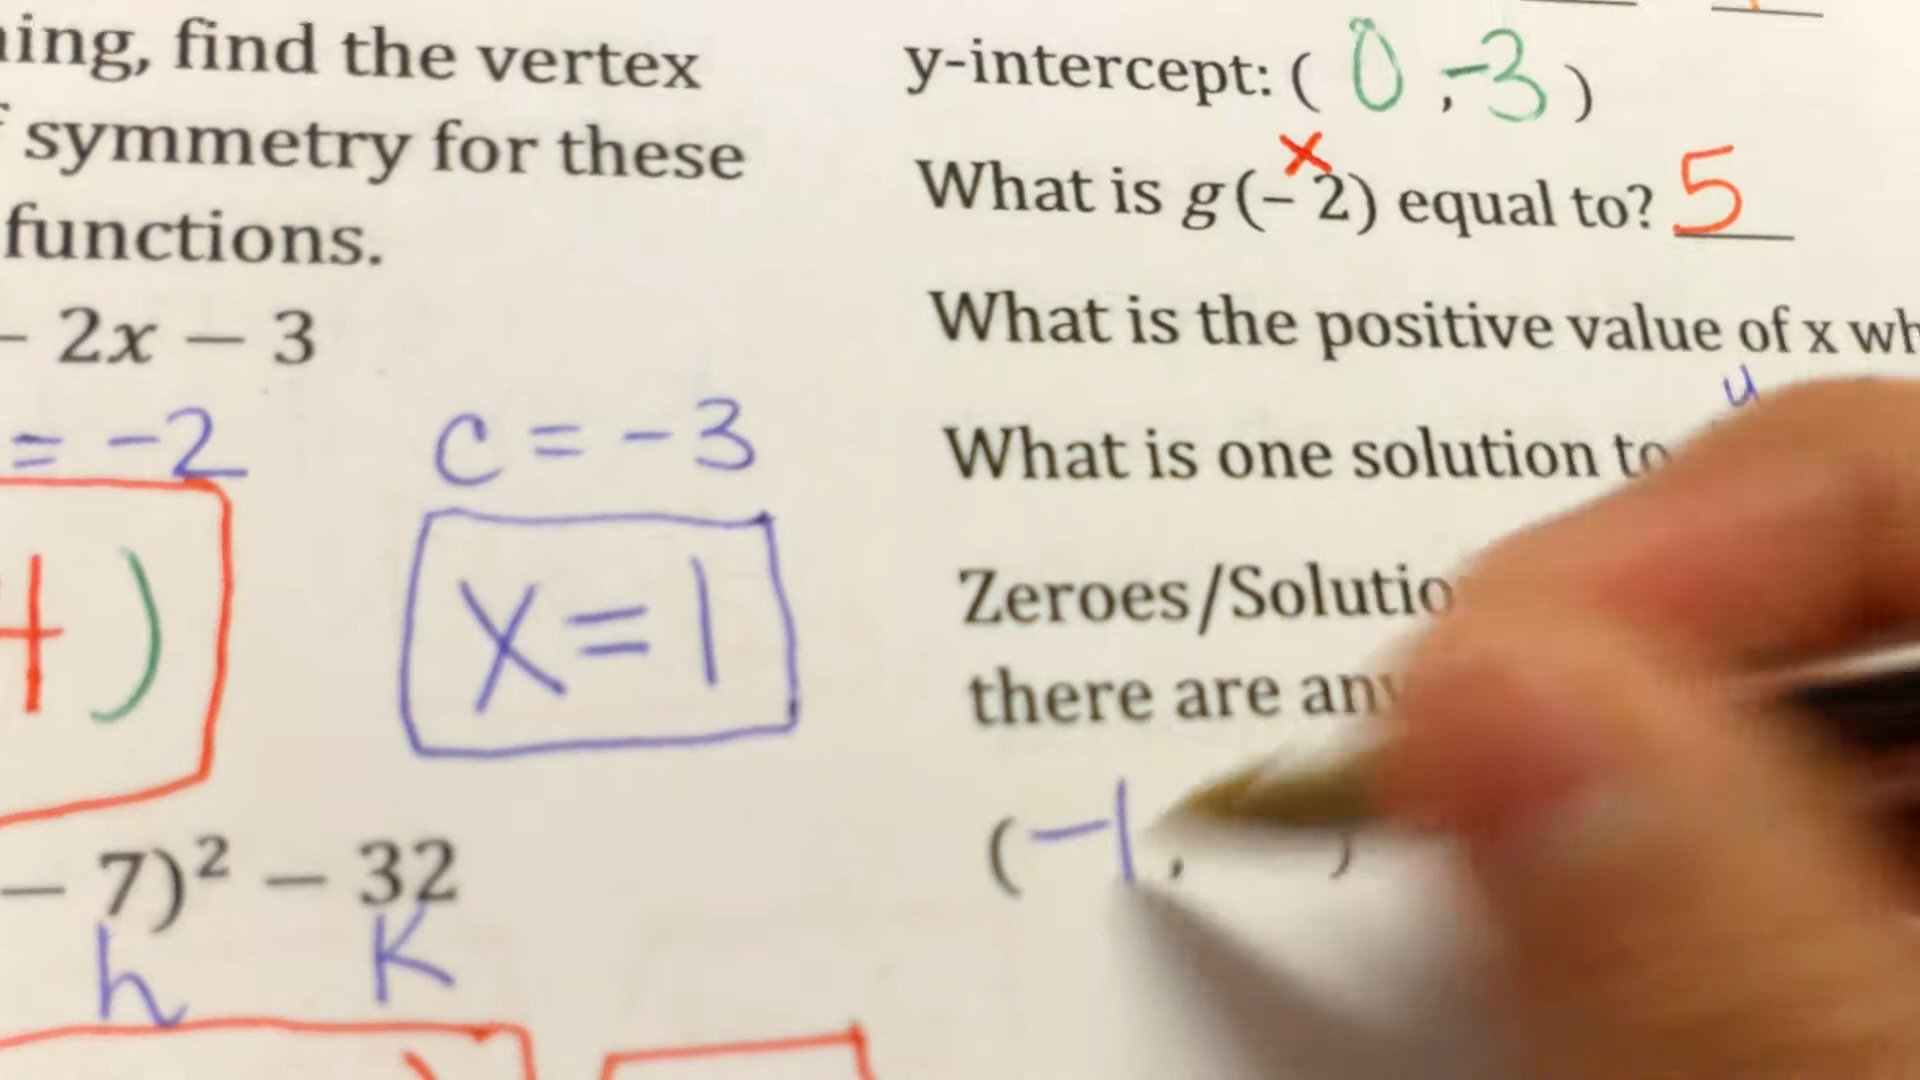 ing, find the vertex
symmetry for these
functions.
- 2x - 3
= -2
c = -3
4 )
x = 1
- 7)² - 32
h K
y-intercept: ( 0 , -3 )
x
What is g(- 2) equal to? 5
What is the positive value of x wh
y
What is one solution to
Zeroes/Solutio
there are any
( -1 , )